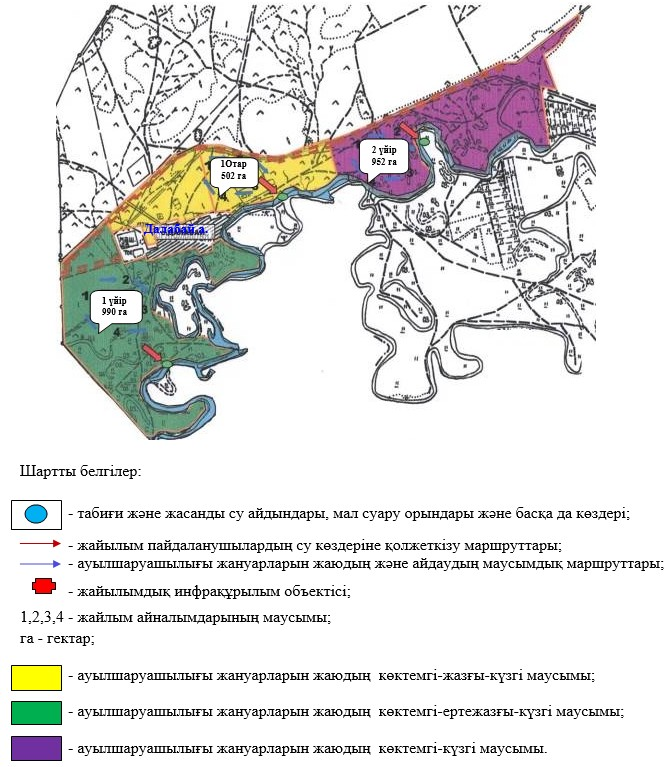 1Отар
502 га
2 үйір
952 га
Далабай а.
1 үйір
990 га
1
2
3
4
4
Шартты белгілер:
- табиғи және жасанды су айдындары, мал суару орындары және басқа да көздері;
- жайылым пайдаланушылардың су көздеріне қолжеткізу маршруттары;
- ауылшаруашылығы жануарларын жаюдың және айдаудың маусымдық маршруттары;
- жайылымдық инфрақұрылым объектісі;
1,2,3,4 - жайлым айналымдарының маусымы;
га - гектар;
- ауылшаруашылығы жануарларын жаюдың көктемгі-жазғы-күзгі маусымы;
- ауылшаруашылығы жануарларын жаюдың көктемгі-ертежазғы-күзгі маусымы;
- ауылшаруашылығы жануарларын жаюдың көктемгі-күзгі маусымы.